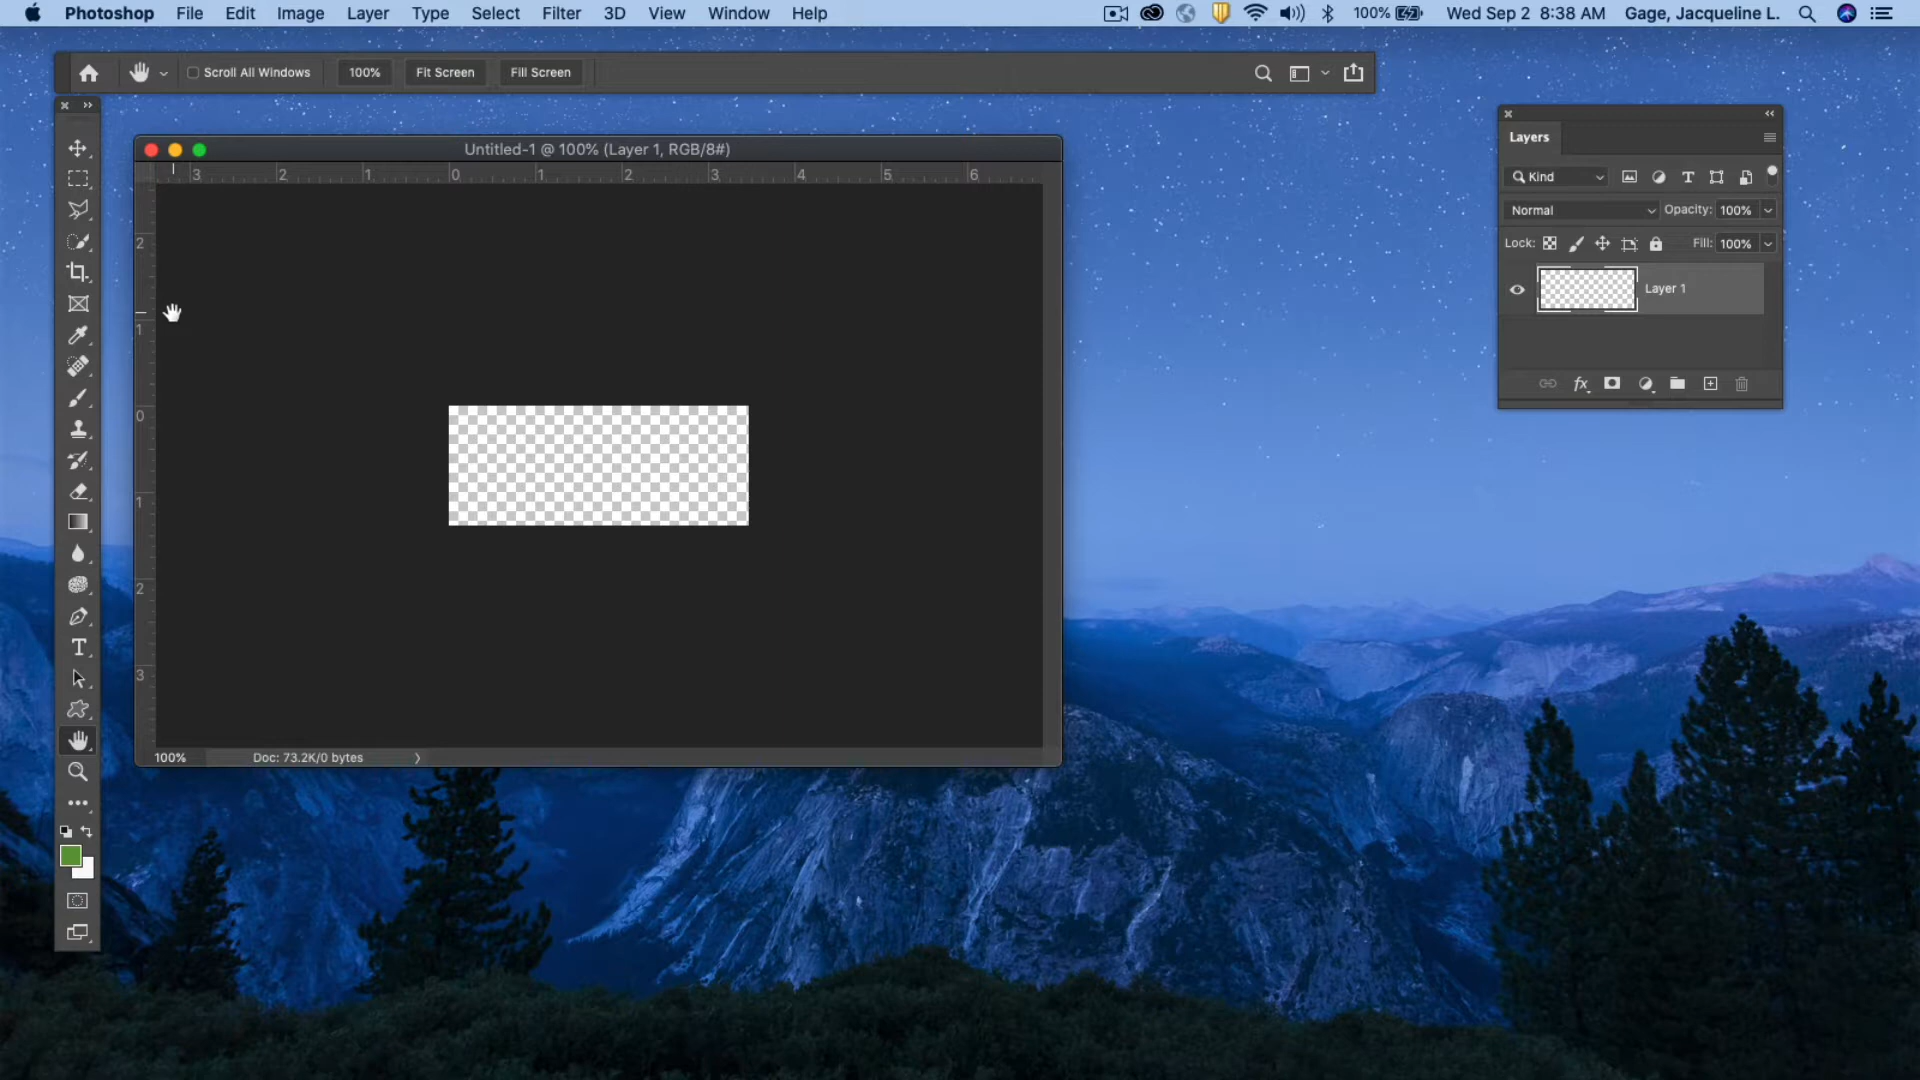 Photoshop File Edit Image Layer Type Select Filter 3D View Window Help 100% Wed Sep 2 8:38 AM Gage, Jacqueline L.
Scroll All Windows 100% Fit Screen Fill Screen
Untitled-1 @ 100% (Layer 1, RGB/8#)
3 2 1 0 1 2 3 4 5 6
2
1
0
1
2
3
100% Doc: 73.2K/0 bytes
Layers
Kind
Normal Opacity: 100%
Lock: Fill: 100%
Layer 1
fx